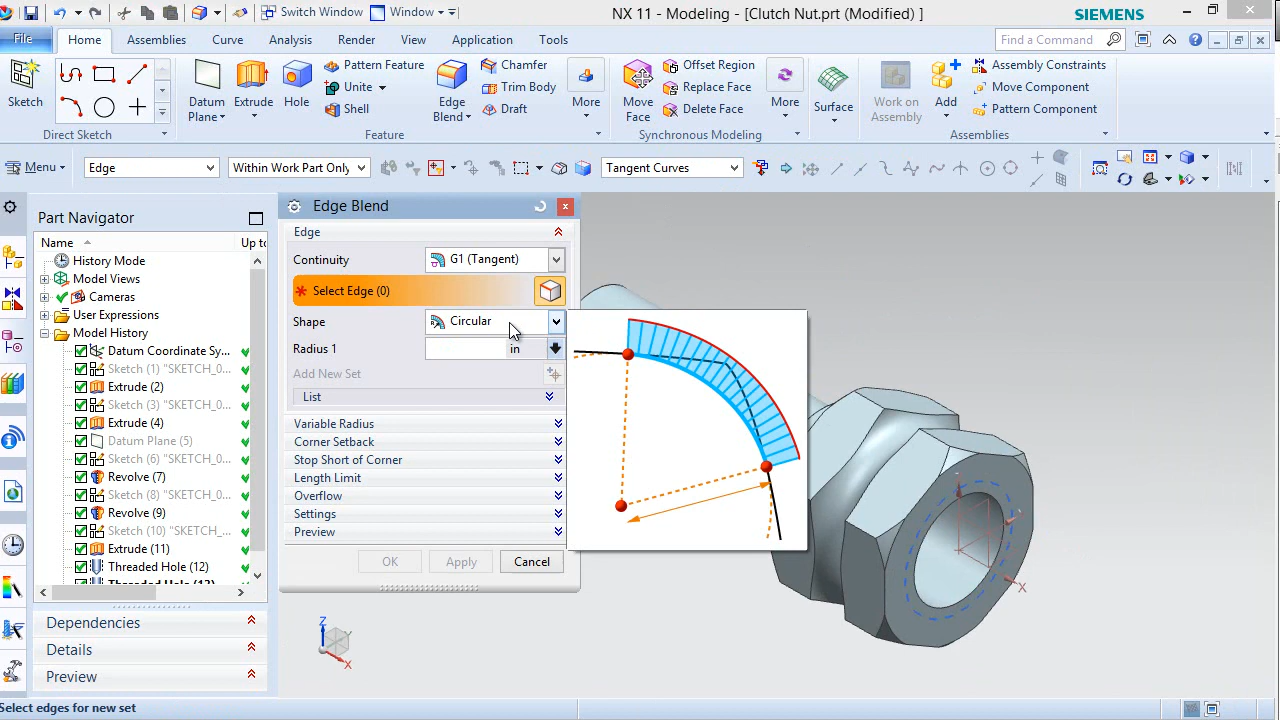 Switch Window
Window
NX 11 - Modeling - [Clutch Nut.prt (Modified) ]
SIEMENS
File
Home
Assemblies
Curve
Analysis
Render
View
Application
Tools
Find a Command
Sketch
Direct Sketch
Datum
Plane
Extrude
Hole
Pattern Feature
Unite
Shell
Edge
Blend
Chamfer
Trim Body
Draft
More
Feature
Move
Face
Offset Region
Replace Face
Delete Face
More
Synchronous Modeling
Surface
Work on
Assembly
Add
Assembly Constraints
Move Component
Pattern Component
Assemblies
Menu
Edge
Within Work Part Only
Tangent Curves
Part Navigator
Name
Up to
History Mode
Model Views
Cameras
User Expressions
Model History
Datum Coordinate Sy...
Sketch (1) "SKETCH_0...
Extrude (2)
Sketch (3) "SKETCH_0...
Extrude (4)
Datum Plane (5)
Sketch (6) "SKETCH_0...
Revolve (7)
Sketch (8) "SKETCH_0...
Revolve (9)
Sketch (10) "SKETCH_0...
Extrude (11)
Threaded Hole (12)
Threaded Hole (13)
Dependencies
Details
Preview
Edge Blend
Edge
Continuity
G1 (Tangent)
* Select Edge (0)
Shape
Circular
Radius 1
in
Add New Set
List
Variable Radius
Corner Setback
Stop Short of Corner
Length Limit
Overflow
Settings
Preview
OK
Apply
Cancel
X
Z
Y
X
Select edges for new set